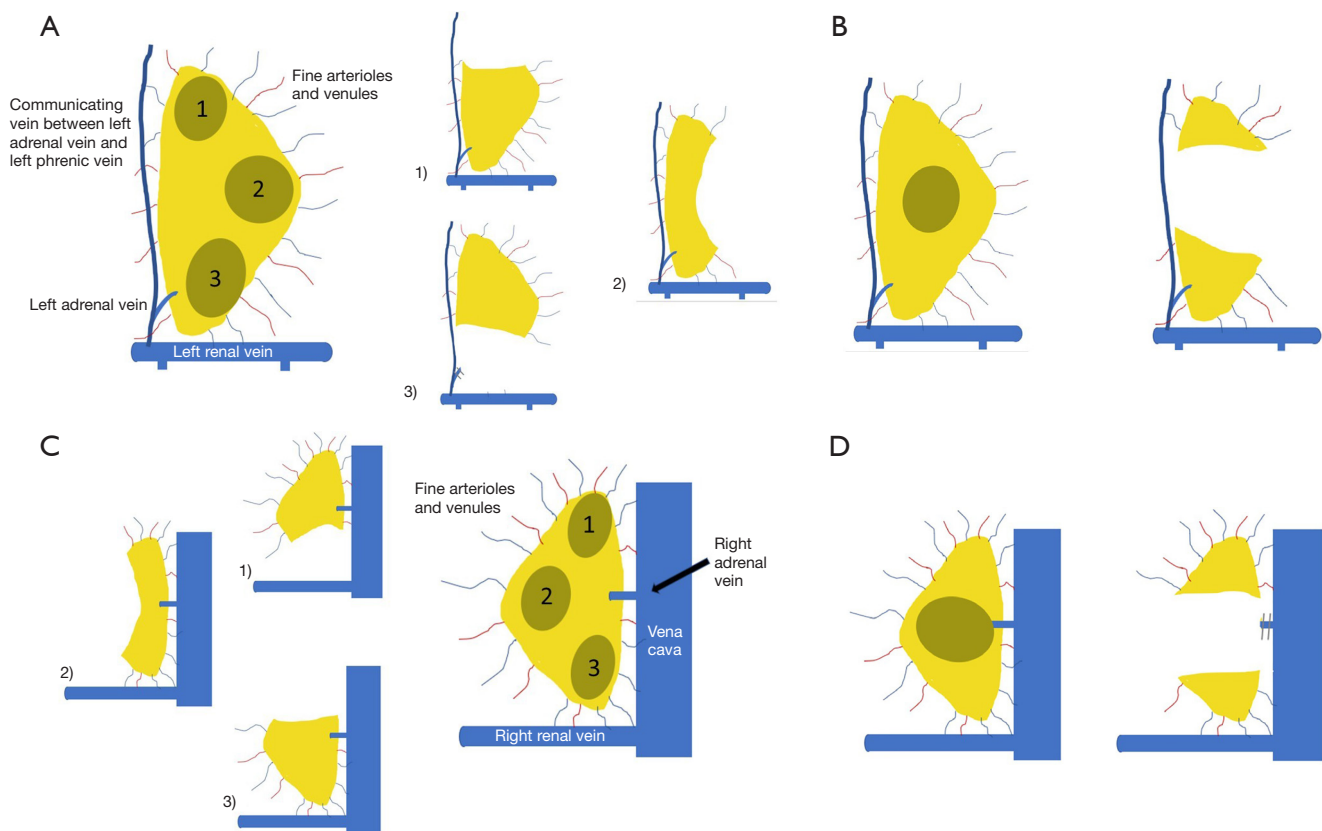 A
1
2
3
Fine arterioles
and venules
Communicating
vein between left
adrenal vein and
left phrenic vein
Left adrenal vein
Left renal vein
1)
2)
3)
B
C
1)
2)
3)
Fine arterioles
and venules
1
2
3
Right
adrenal
vein
Vena
cava
Right renal vein
D